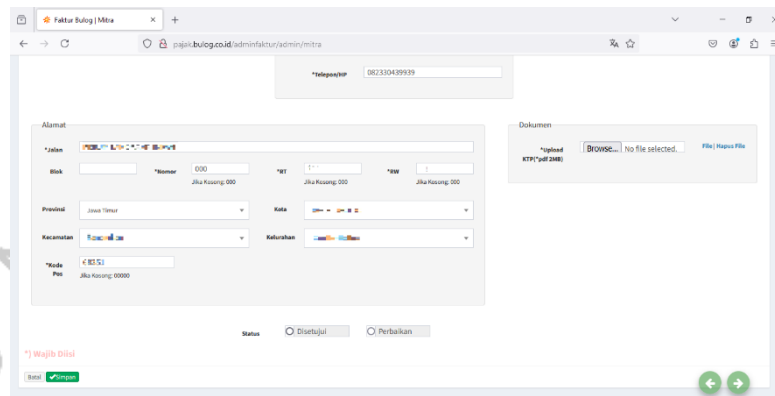 Faktur Bulog | Mitra
pajak.bulog.co.id/adminfaktur/admin/mitra
*Telepon/HP 082330439939
Alamat
*Jalan
Blok *Nomor 000 *RT *RW
Jika Kosong: 000 Jika Kosong: 000 Jika Kosong: 000
Provinsi Jawa Timur Kota
Kecamatan Kelurahan
*Kode Pos
Jika Kosong: 00000
Dokumen
*Upload KTP(*pdf 2MB) Browse... No file selected. File | Hapus File
Status Disetujui Perbaikan
*) Wajib Diisi
Batal Simpan